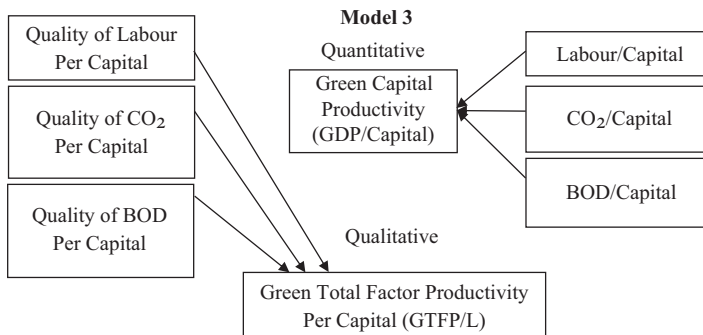 Model 3
Quality of Labour
Per Capital
Quality of CO2
Per Capital
Quality of BOD
Per Capital
Quantitative
Green Capital
Productivity
(GDP/Capital)
Labour/Capital
CO2/Capital
BOD/Capital
Qualitative
Green Total Factor Productivity
Per Capital (GTFP/L)